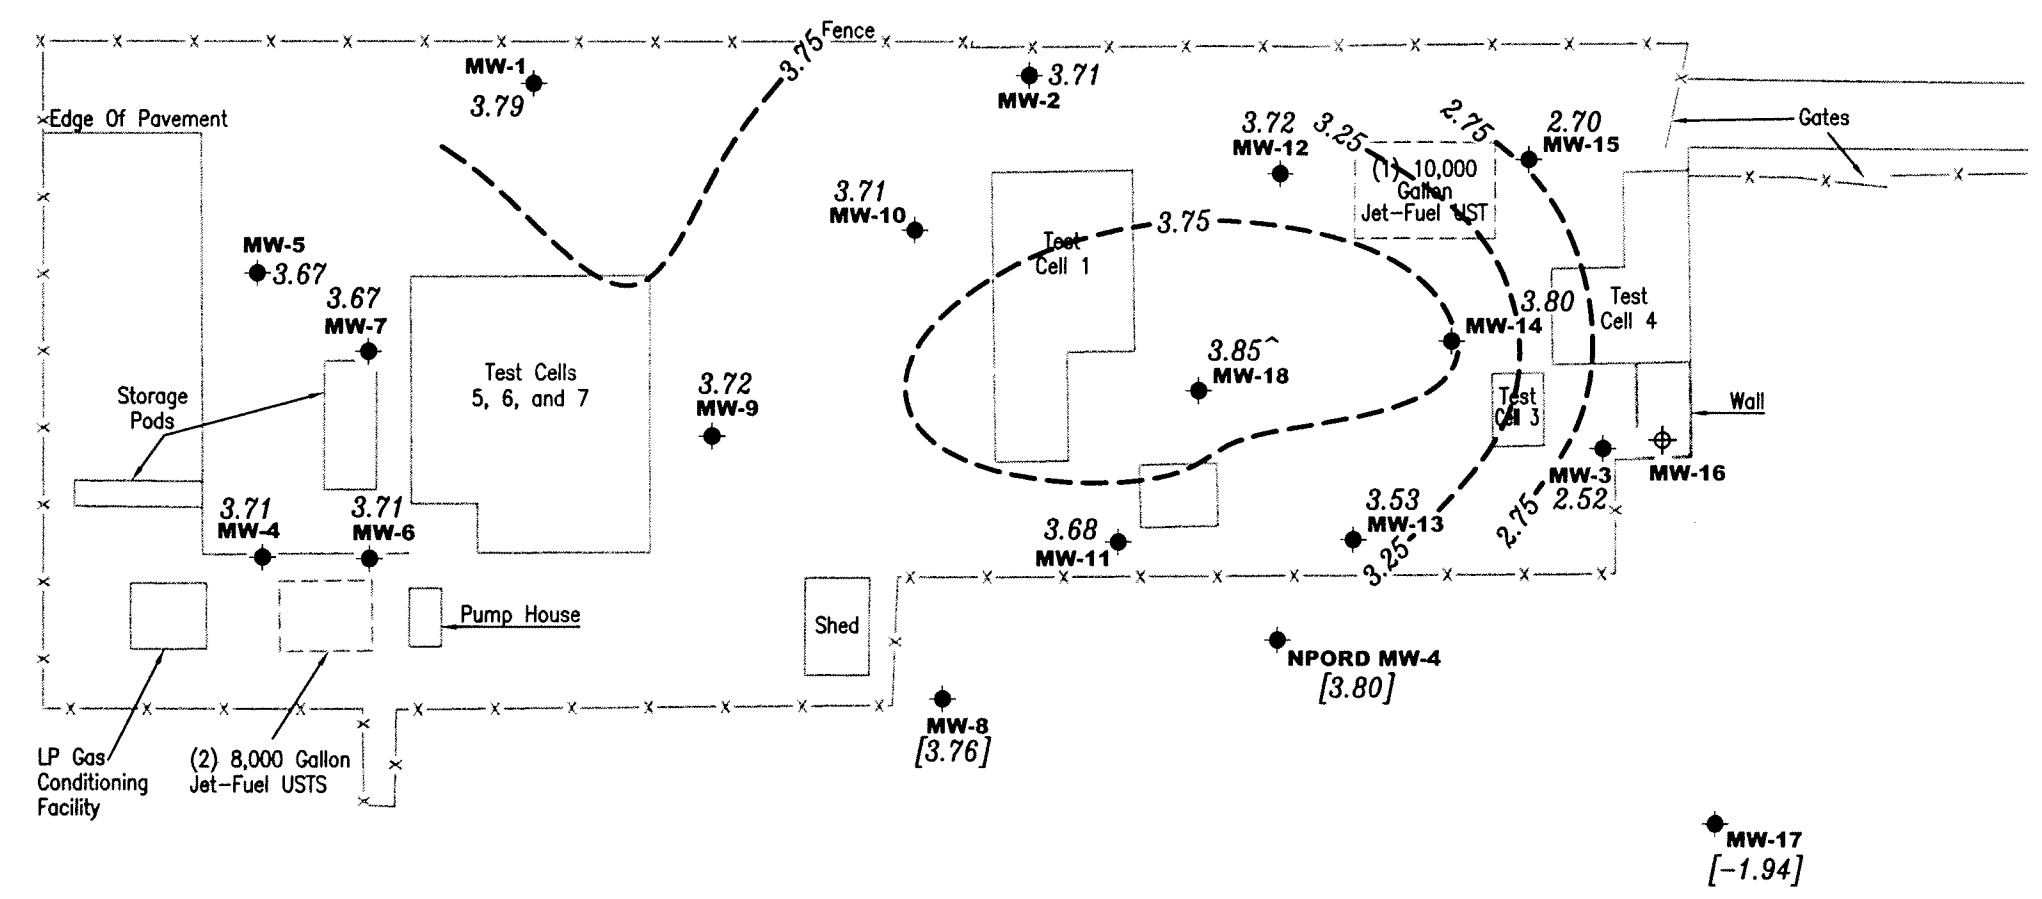 Fence
3.75
MW-1
3.79
3.71
MW-2
Edge Of Pavement
3.72
MW-12
3.25
2.75
2.70
MW-15
Gates
(1) 10,000
Gallon
Jet-Fuel UST
3.71
MW-10
3.75
MW-5
3.67
3.67
MW-7
Test
Cell 1
3.80
MW-14
Test
Cell 4
3.85^
MW-18
Test Cells
5, 6, and 7
3.72
MW-9
Storage
Pods
Test
Cell 3
Wall
3.71
MW-4
3.71
MW-6
3.68
MW-11
3.53
MW-13
3.25
2.75
MW-3
2.52
MW-16
Pump House
Shed
NPORD MW-4
[3.80]
MW-8
[3.76]
LP Gas
Conditioning
Facility
(2) 8,000 Gallon
Jet-Fuel USTS
MW-17
[-1.94]